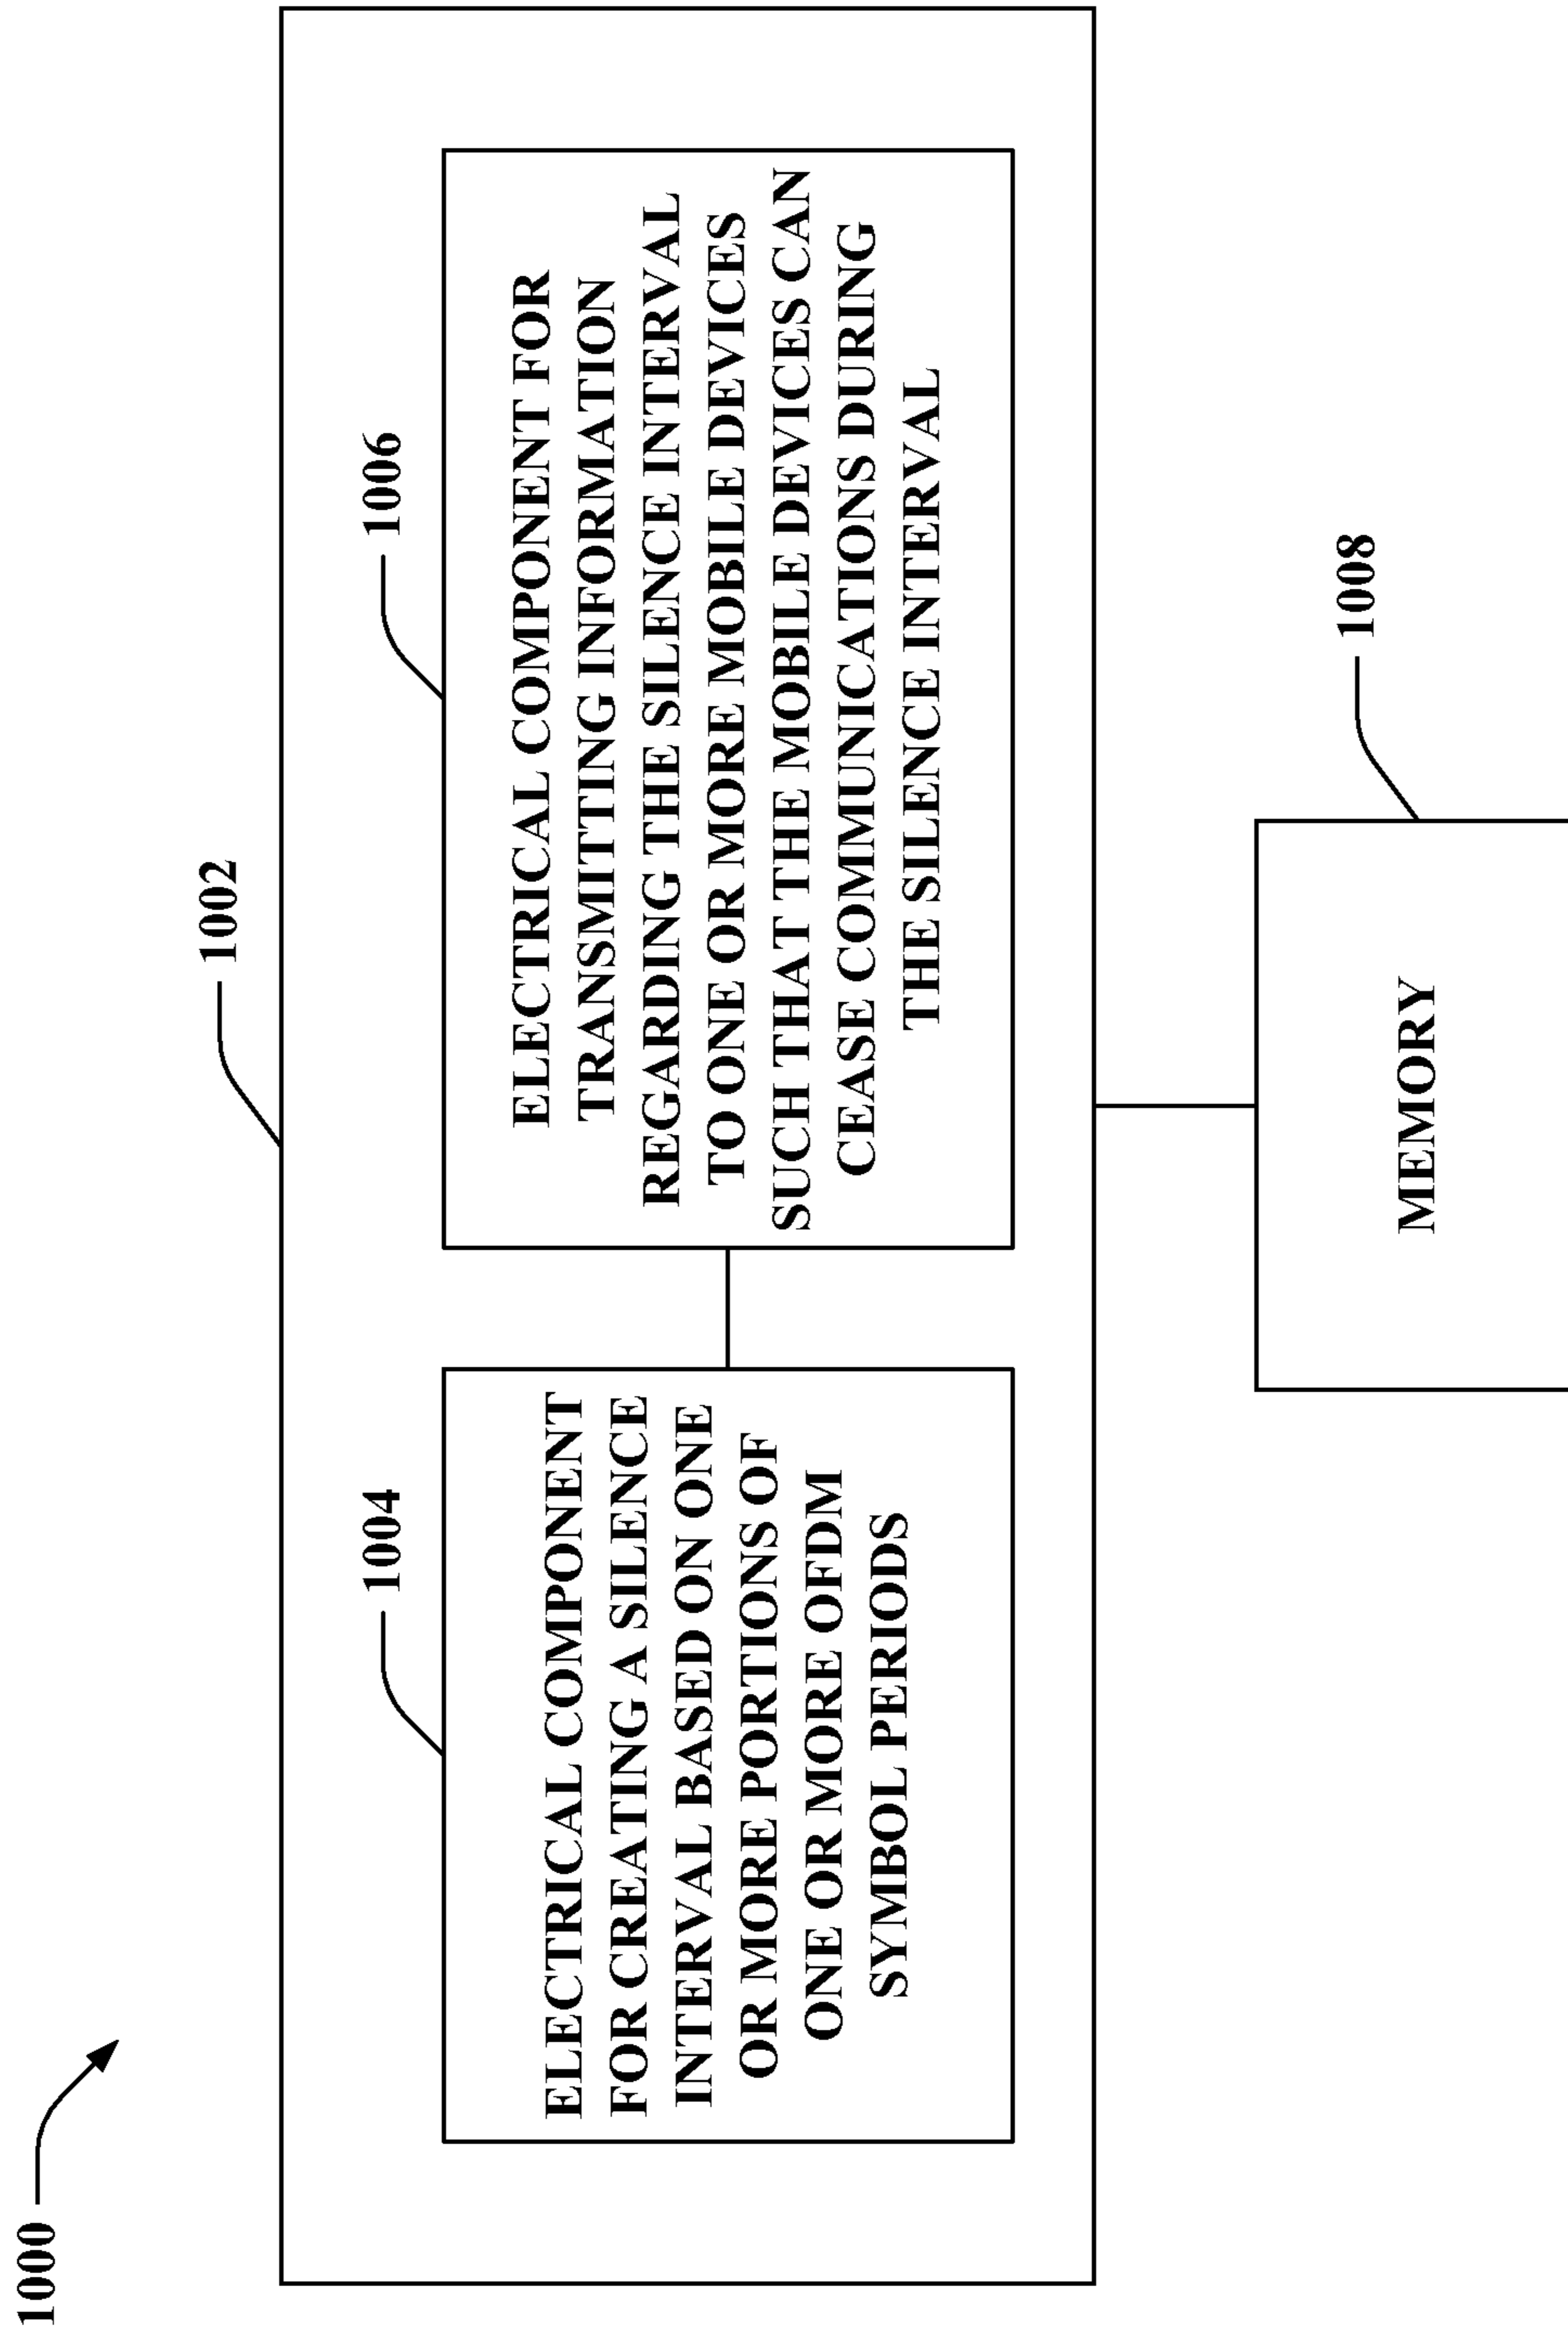 1000
1002
1004
ELECTRICAL COMPONENT
FOR CREATING A SILENCE
INTERVAL BASED ON ONE
OR MORE PORTIONS OF
ONE OR MORE OFDM
SYMBOL PERIODS
1006
ELECTRICAL COMPONENT FOR
TRANSMITTING INFORMATION
REGARDING THE SILENCE INTERVAL
TO ONE OR MORE MOBILE DEVICES
SUCH THAT THE MOBILE DEVICES CAN
CEASE COMMUNICATIONS DURING
THE SILENCE INTERVAL
1008
MEMORY